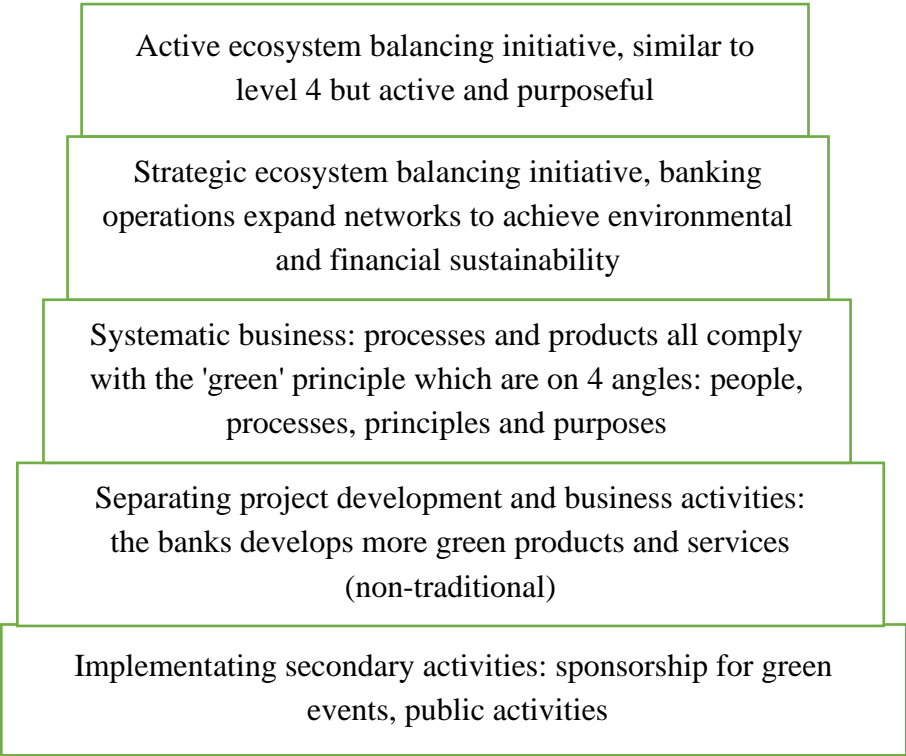 Active ecosystem balancing initiative, similar to
level 4 but active and purposeful
Strategic ecosystem balancing initiative, banking
operations expand networks to achieve environmental
and financial sustainability
Systematic business: processes and products all comply
with the 'green' principle which are on 4 angles: people,
processes, principles and purposes
Separating project development and business activities:
the banks develops more green products and services
(non-traditional)
Implementating secondary activities: sponsorship for green
events, public activities